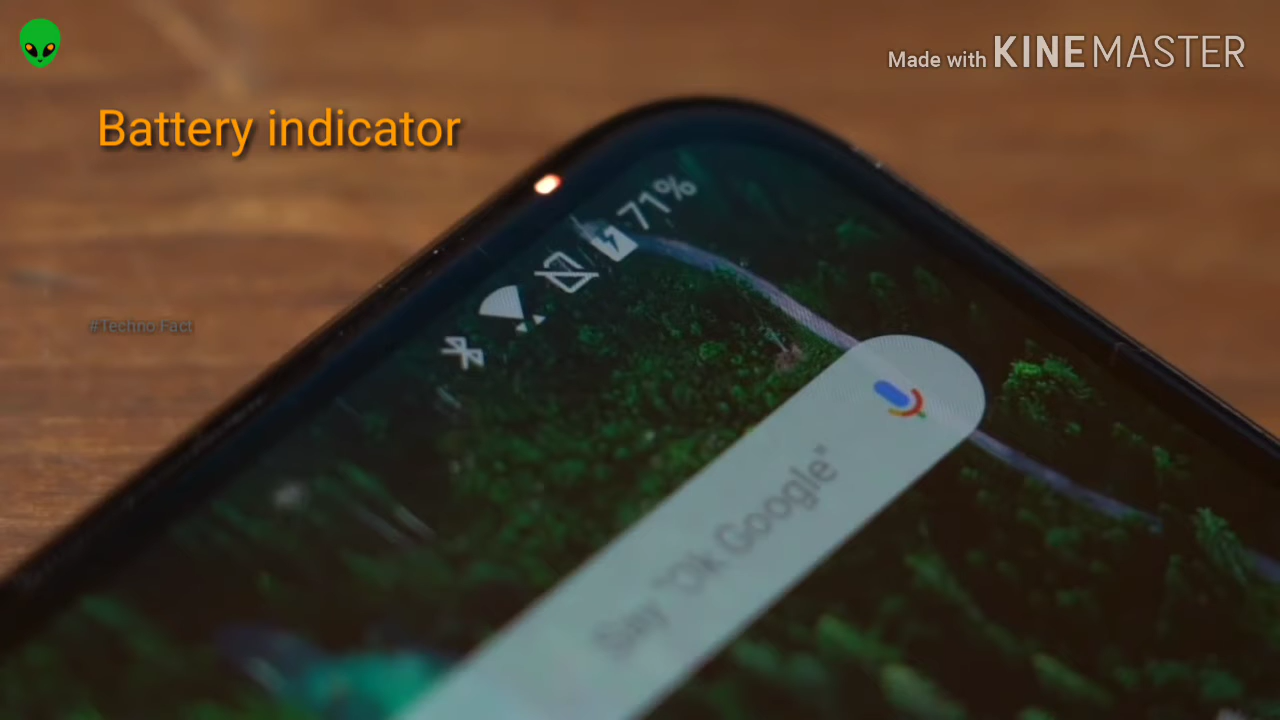 Made with KINEMASTER
Battery indicator
71%
#Techno Fact
Say "Ok Google"